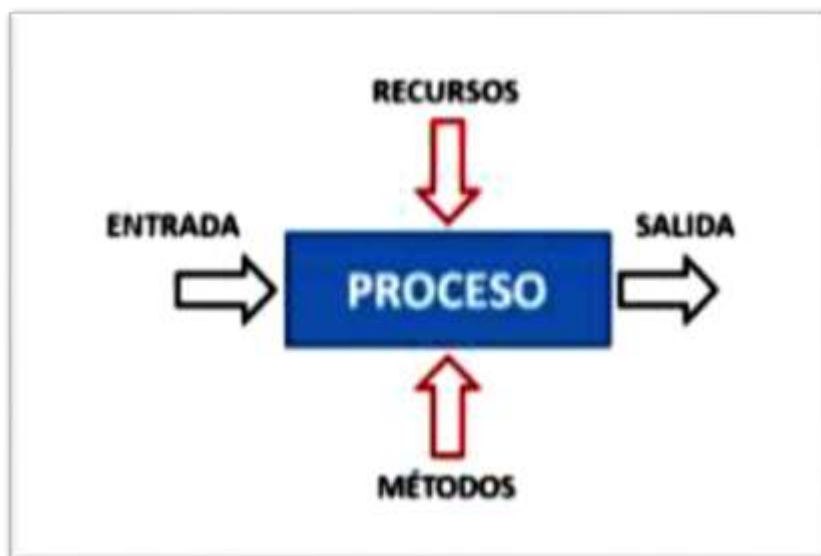 RECURSOS
ENTRADA
SALIDA
PROCESO
MÉTODOS